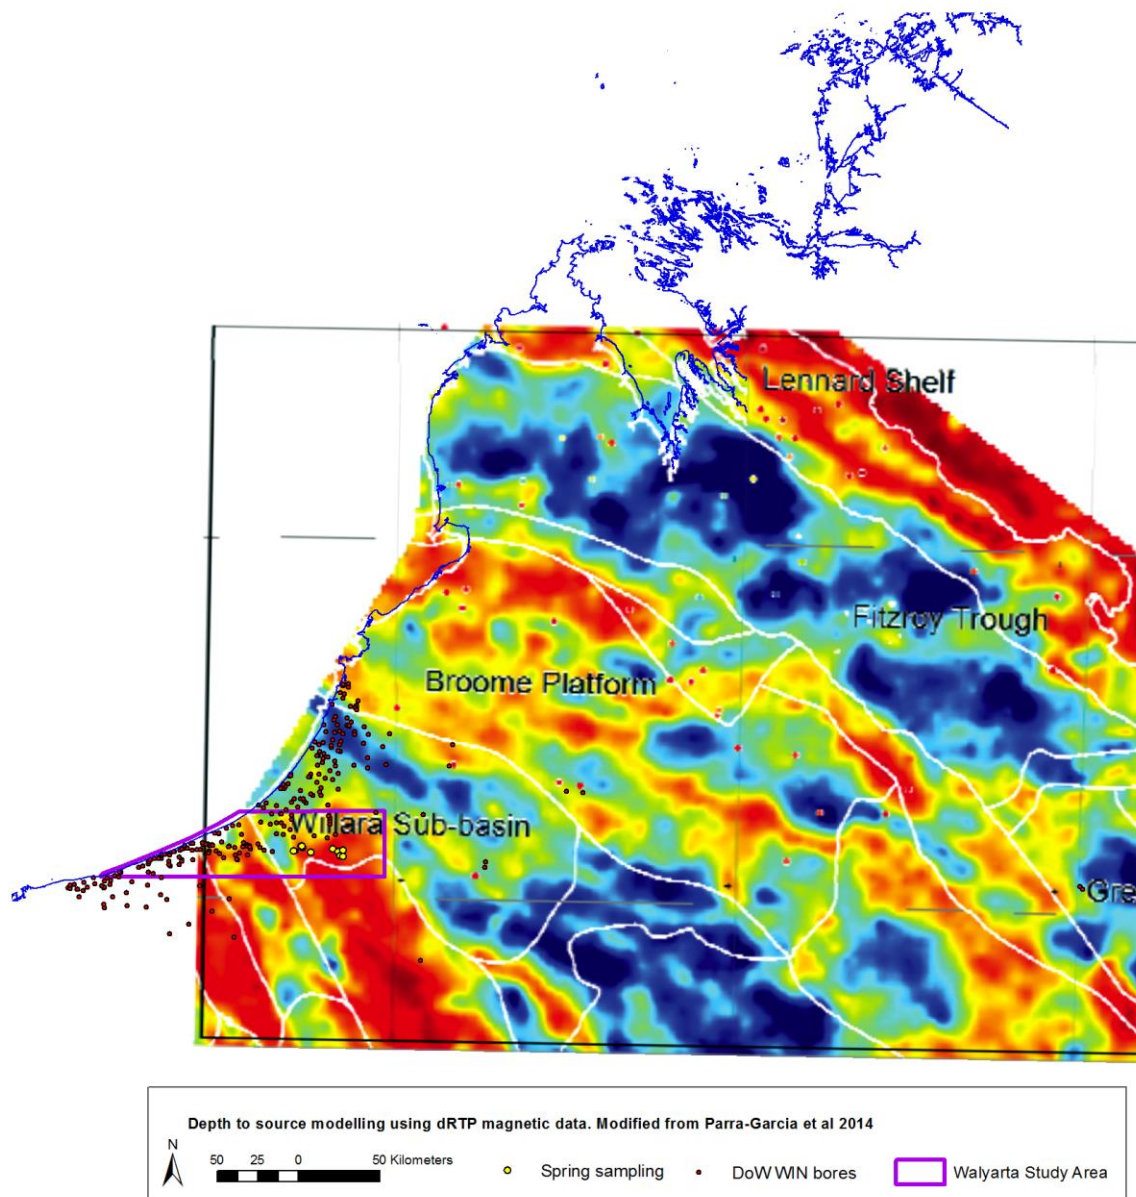 Lennard Shelf
Fitzroy Trough
Broome Platform
Willara Sub-basin
Gre
Depth to source modelling using dRTP magnetic data. Modified from Parra-Garcia et al 2014
N
50 25 0 50 Kilometers
Spring sampling
DoW WIN bores
Walyarta Study Area